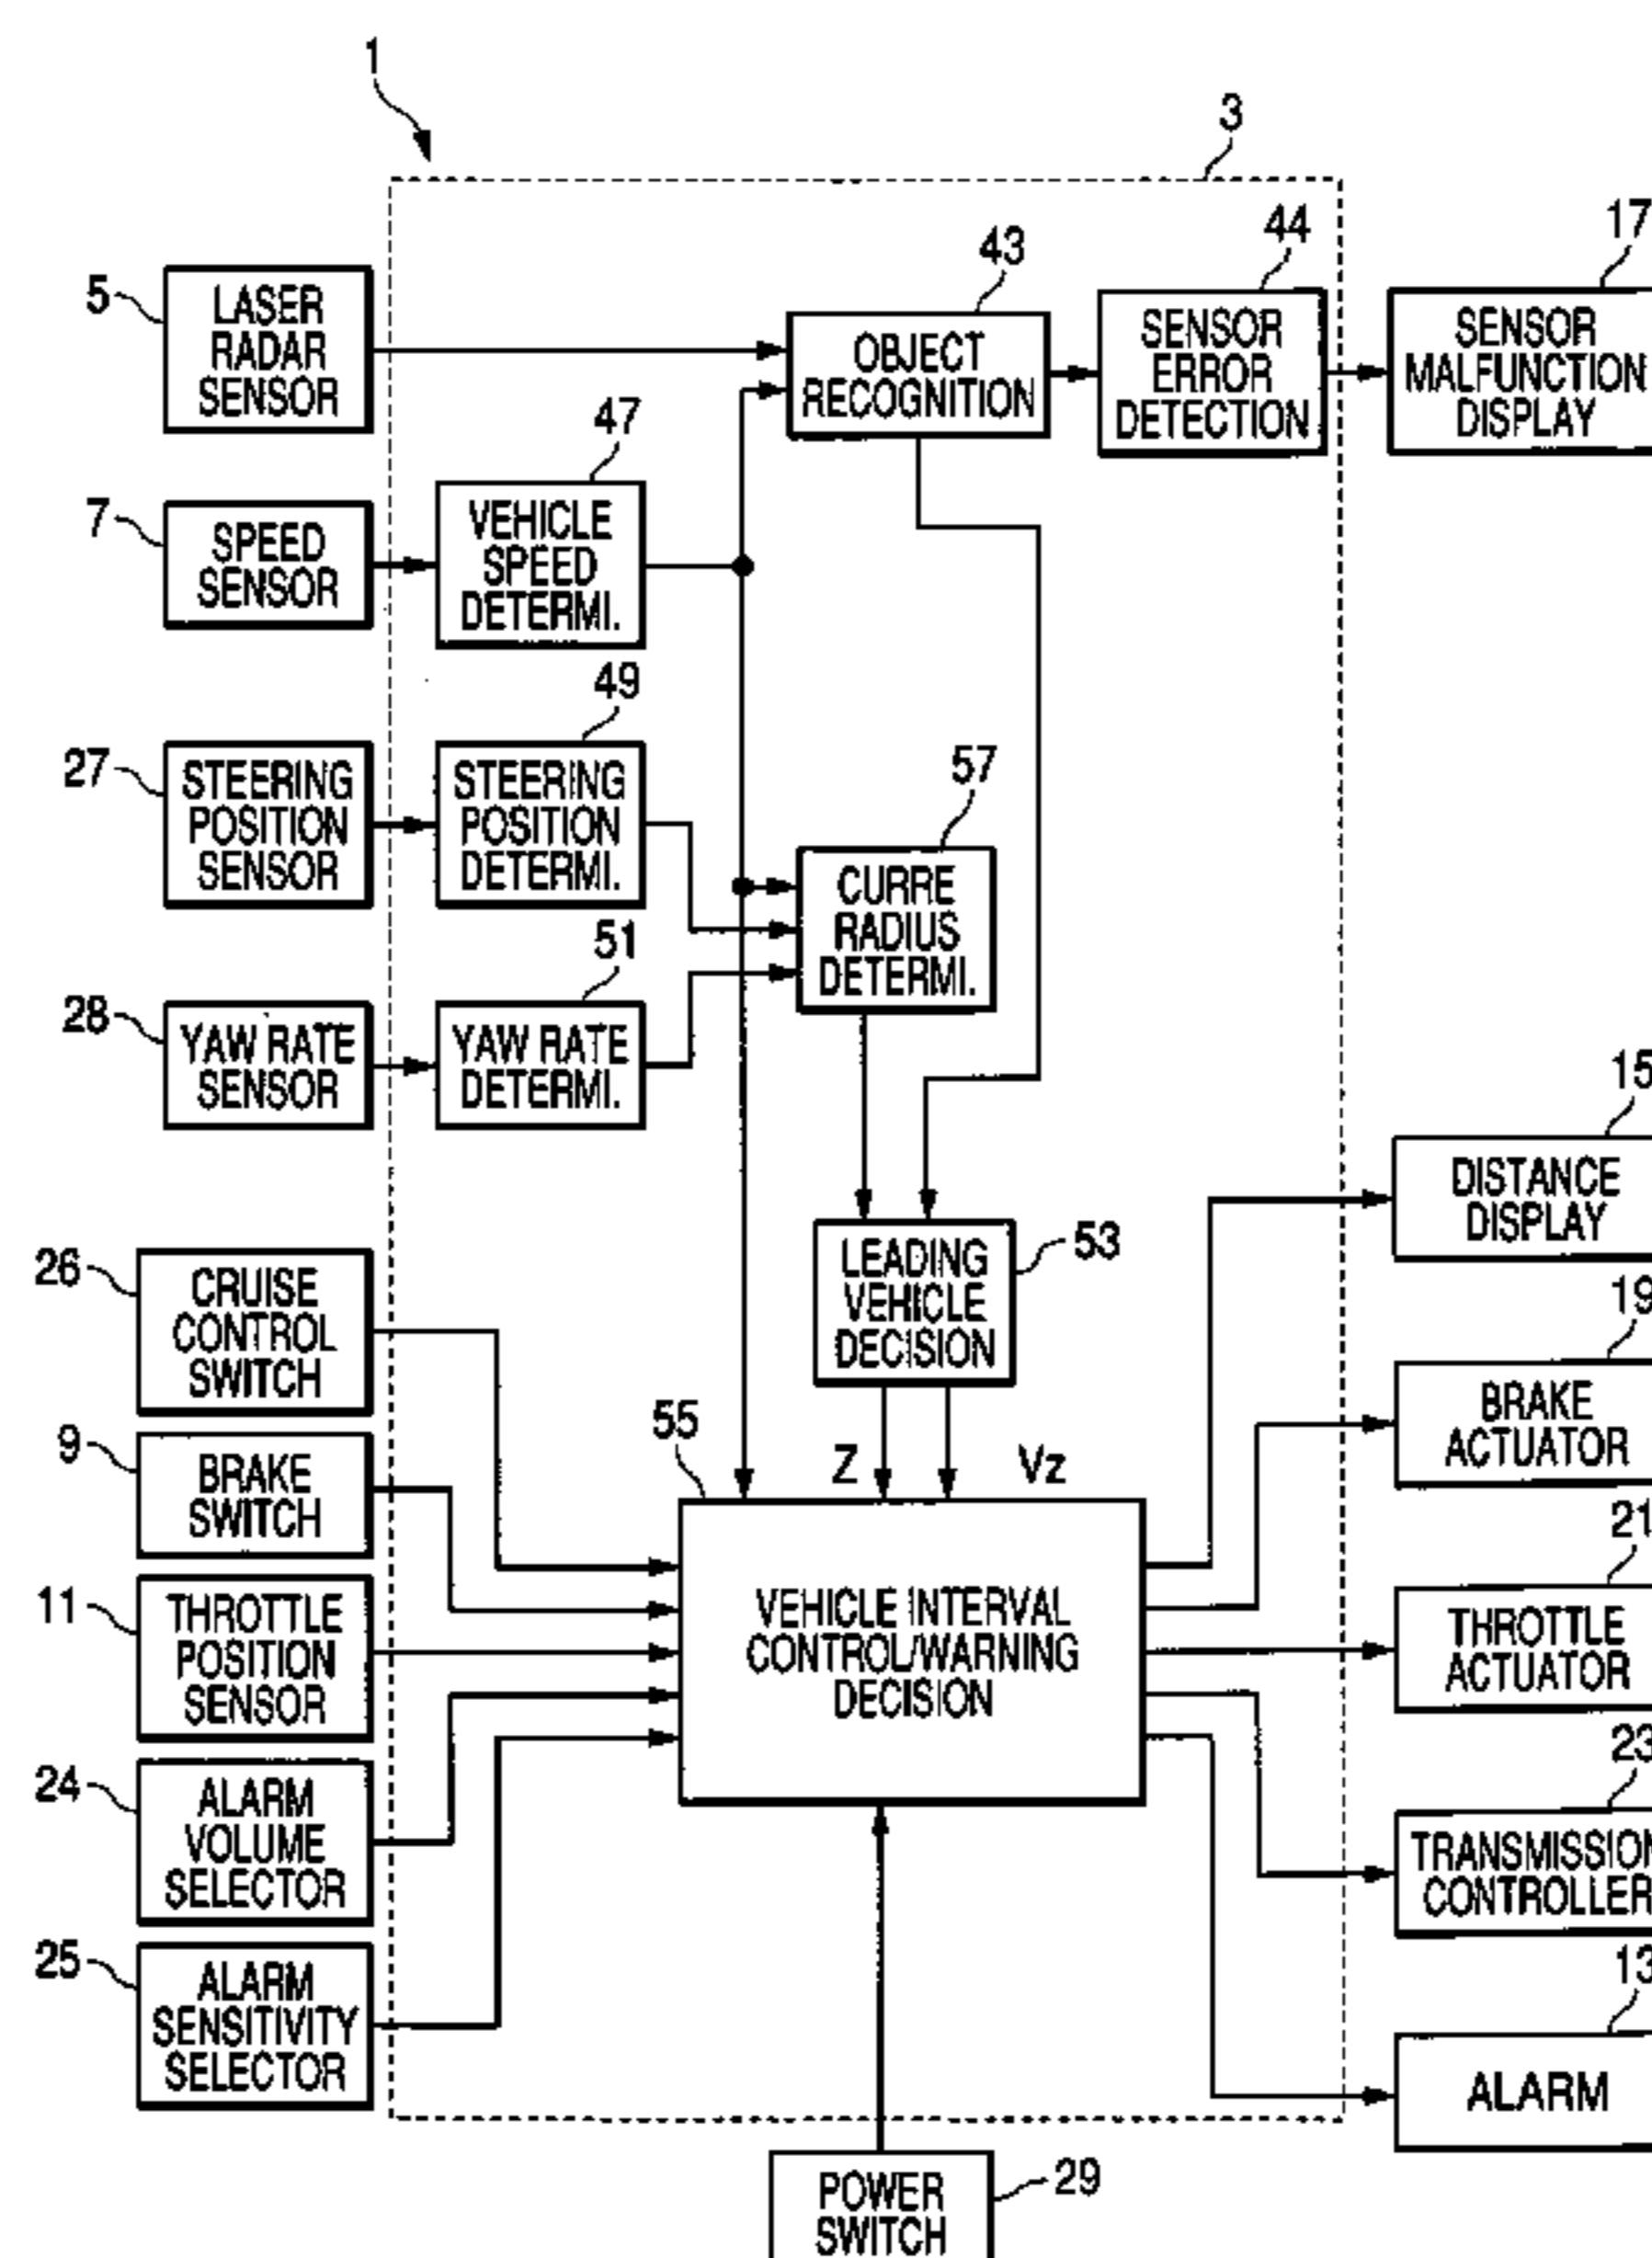 1
3
5
LASER
RADAR
SENSOR
43
OBJECT
RECOGNITION
44
SENSOR
ERROR
DETECTION
17
SENSOR
MALFUNCTION
DISPLAY
7
SPEED
SENSOR
47
VEHICLE
SPEED
DETERMI.
27
STEERING
POSITION
SENSOR
49
STEERING
POSITION
DETERMI.
57
CURRE
RADIUS
DETERMI.
28
YAW RATE
SENSOR
51
YAW RATE
DETERMI.
53
LEADING
VEHICLE
DECISION
15
DISTANCE
DISPLAY
26
CRUISE
CONTROL
SWITCH
19
BRAKE
ACTUATOR
9
BRAKE
SWITCH
55
Z
Vz
VEHICLE INTERVAL
CONTROL/WARNING
DECISION
21
THROTTLE
ACTUATOR
11
THROTTLE
POSITION
SENSOR
24
ALARM
VOLUME
SELECTOR
23
TRANSMISSION
CONTROLLER
25
ALARM
SENSITIVITY
SELECTOR
13
ALARM
29
POWER
SWITCH